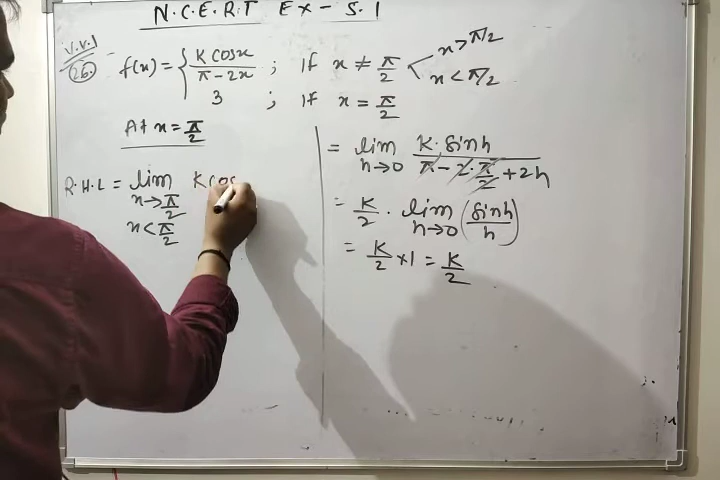 N.C.E.R.T Ex - 5.1
V.V.I
26. f(x) = { K cosx / π - 2x ; if x ≠ π/2 < x > π/2
x < π/2
3 ; if x = π/2
At x = π/2
R.H.L = lim K cos
x → π/2
x < π/2
= lim K. Sinh / π - 2.π/2 + 2h
h→0
= K/2 . lim (Sinh/h)
h→0
= K/2 × 1 = K/2